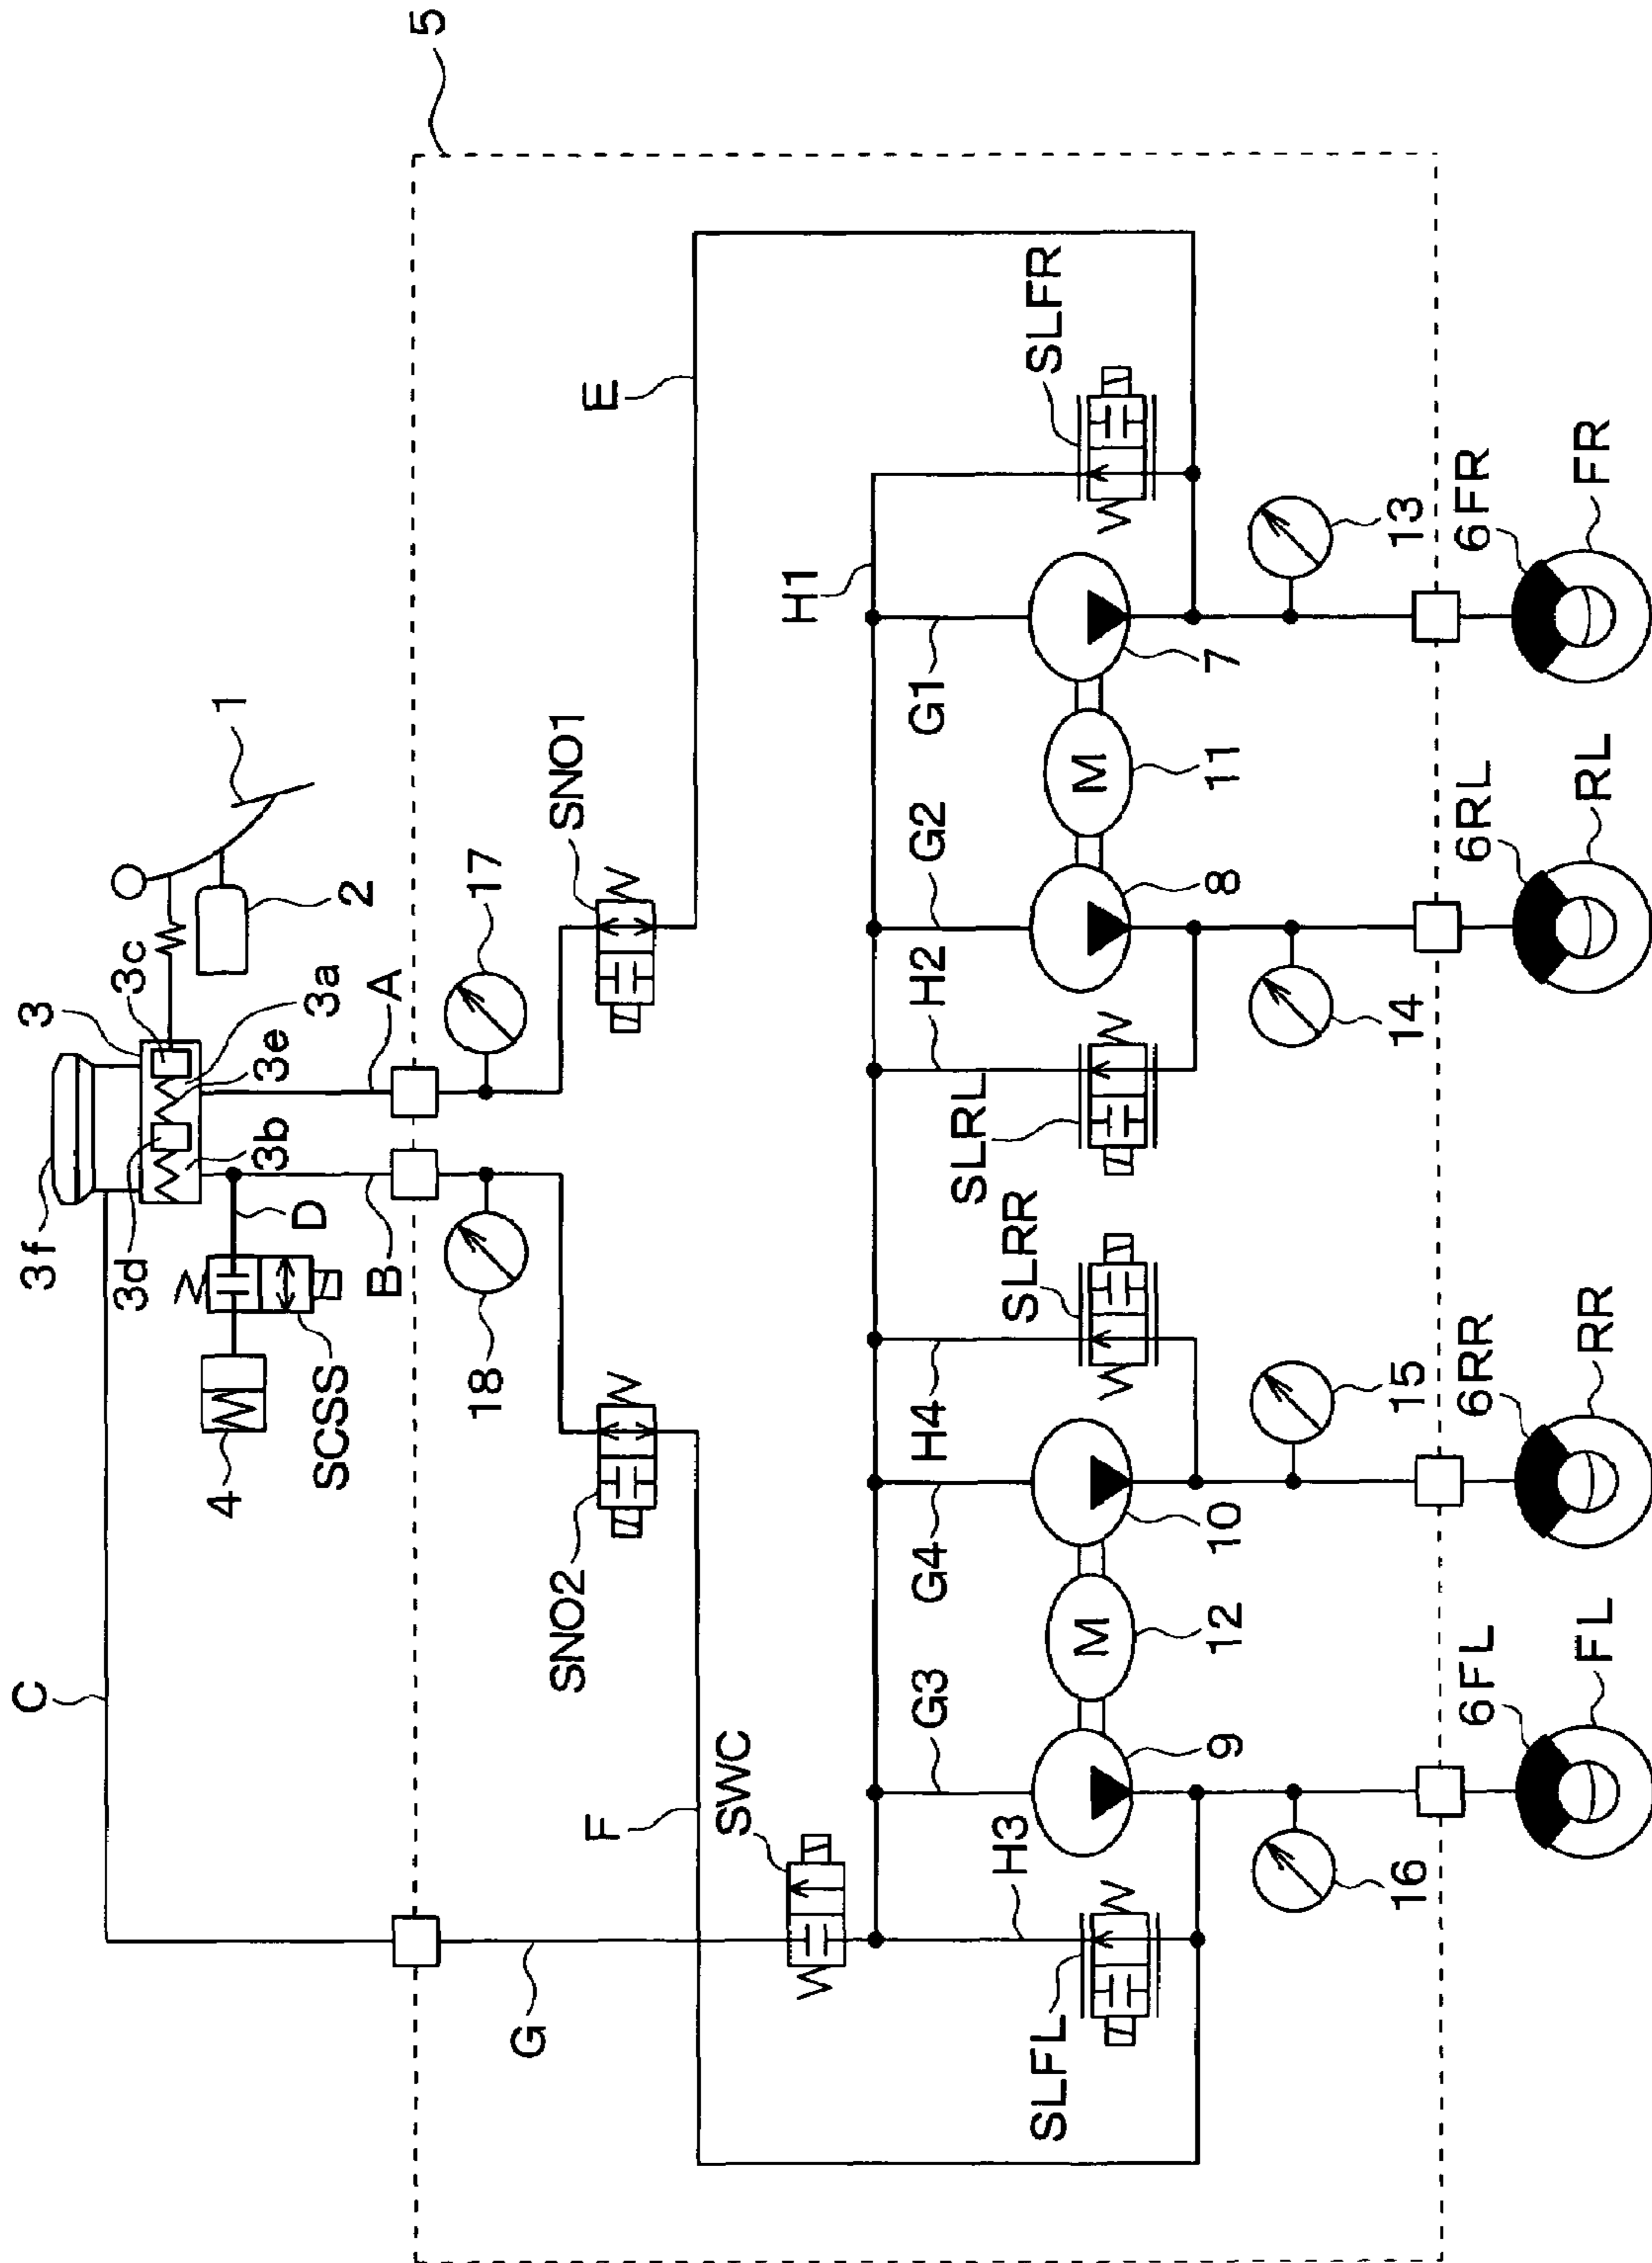 5
1
2
3
3c
3a
3e
3f
3d
3b
A
D
B
C
4
SCSS
17
18
SNO1
SNO2
E
F
SWC
G
H1
SLFR
G1
7
G2
11
H2
8
SLRL
SLRR
H4
G4
10
12
G3
9
H3
SLFL
13
14
15
16
6FR
FR
6RL
RL
6RR
RR
6FL
FL
M
M